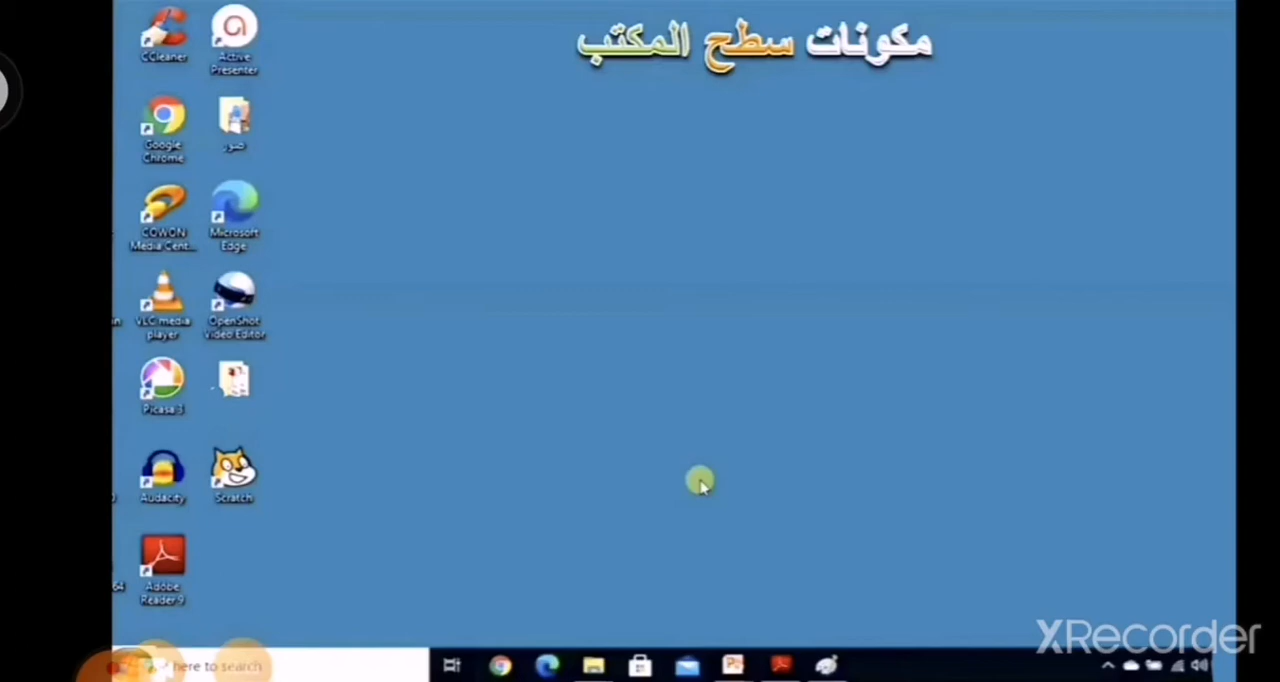 مكونات سطح المكتب
CCleaner
Active
Presenter
Google
Chrome
صور
COWON
Media Cent...
Microsoft
Edge
VLC media
player
OpenShot
Video Editor
Picasa 3
Audacity
Scratch
Adobe
Reader 9
64
here to search
XRecorder